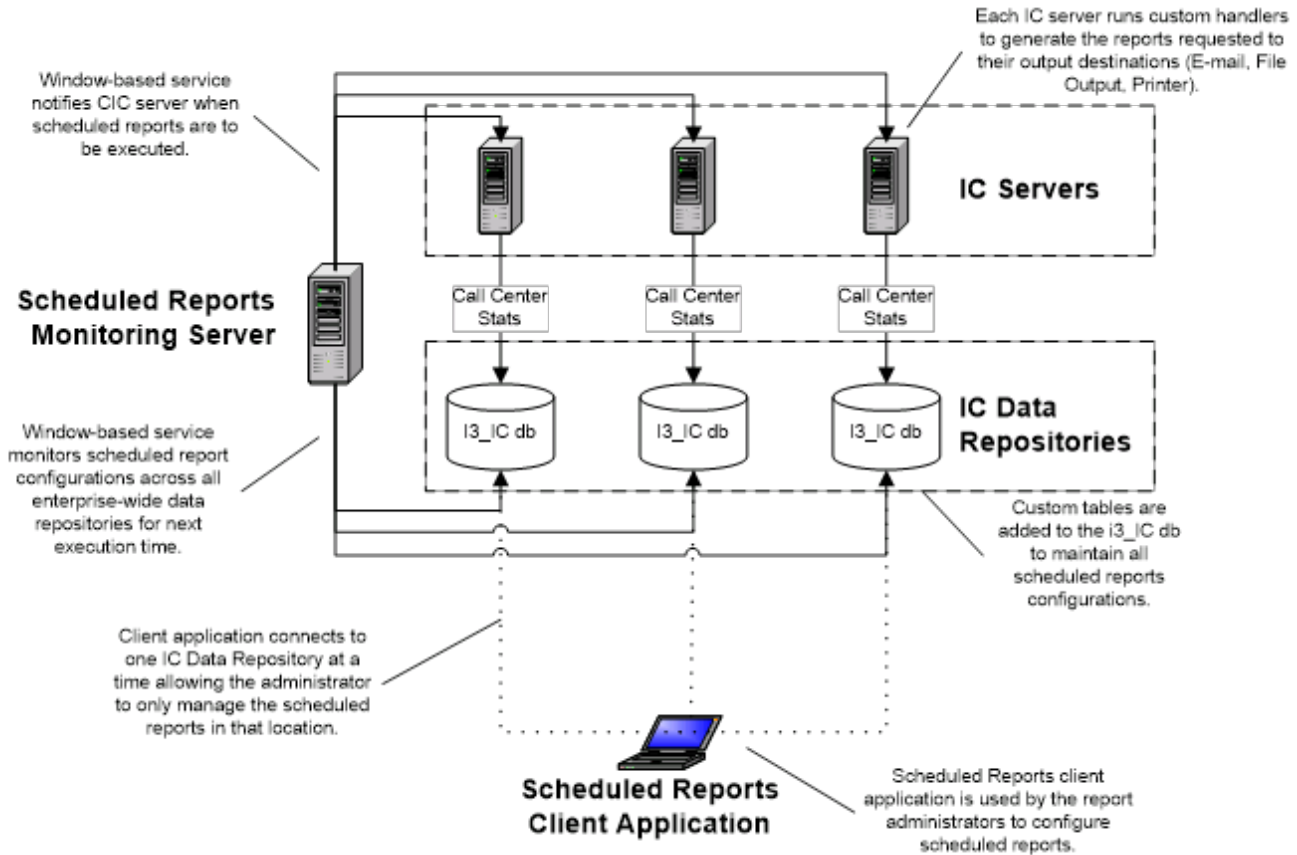 Each IC server runs custom handlers
to generate the reports requested to
their output destinations (E-mail, File
Output, Printer).
Window-based service
notifies CIC server when
scheduled reports are to
be executed.
IC Servers
Scheduled Reports
Monitoring Server
Call Center
Stats
Call Center
Stats
Call Center
Stats
I3_IC db
I3_IC db
I3_IC db
IC Data
Repositories
Window-based service
monitors scheduled report
configurations across all
enterprise-wide data
repositories for next
execution time.
Custom tables are
added to the i3_IC db
to maintain all
scheduled reports
configurations.
Client application connects to
one IC Data Repository at a
time allowing the administrator
to only manage the scheduled
reports in that location.
Scheduled Reports
Client Application
Scheduled Reports client
application is used by the report
administrators to configure
scheduled reports.